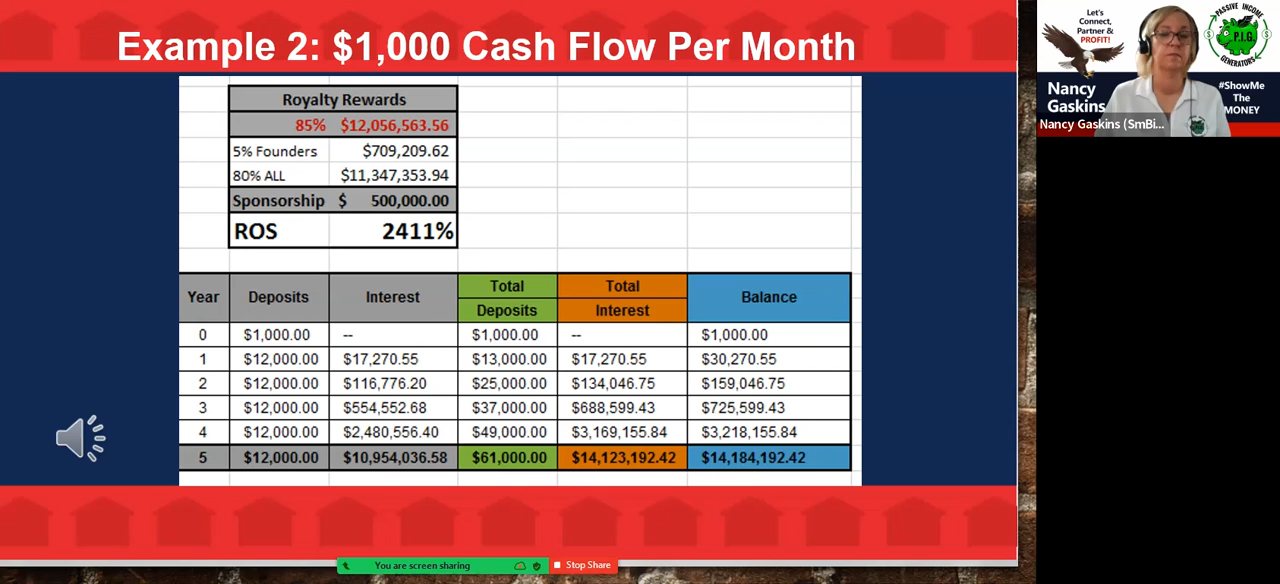 Example 2: $1,000 Cash Flow Per Month
Royalty Rewards
85% $12,056,563.56
5% Founders $709,209.62
80% ALL $11,347,353.94
Sponsorship $ 500,000.00
ROS 2411%
Year Deposits Interest Total Deposits Total Interest Balance
0 $1,000.00 -- $1,000.00 -- $1,000.00
1 $12,000.00 $17,270.55 $13,000.00 $17,270.55 $30,270.55
2 $12,000.00 $116,776.20 $25,000.00 $134,046.75 $159,046.75
3 $12,000.00 $554,552.68 $37,000.00 $688,599.43 $725,599.43
4 $12,000.00 $2,480,556.40 $49,000.00 $3,169,155.84 $3,218,155.84
5 $12,000.00 $10,954,036.58 $61,000.00 $14,123,192.42 $14,184,192.42
You are screen sharing
Stop Share
Let's
Connect,
Partner &
PROFIT!
PASSIVE INCOME
P.I.G.
GENERATORS
Nancy
Gaskins
#ShowMe
The
MONEY
Nancy Gaskins (SmBi...